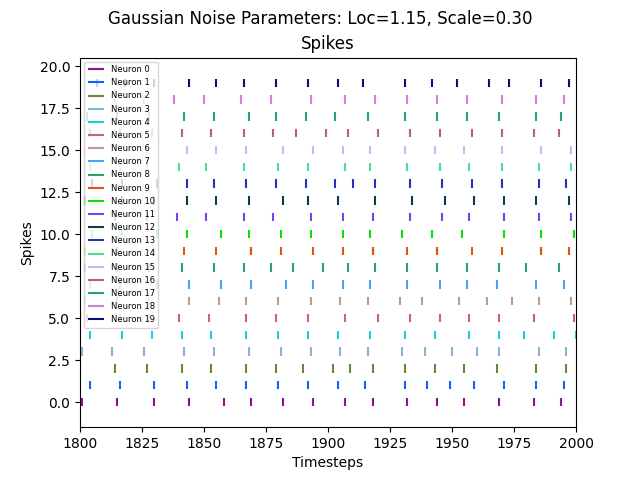 Gaussian Noise Parameters: Loc=1.15, Scale=0.30
Spikes
Spikes
20.0
17.5
15.0
12.5
10.0
7.5
5.0
2.5
0.0
Neuron 0
Neuron 1
Neuron 2
Neuron 3
Neuron 4
Neuron 5
Neuron 6
Neuron 7
Neuron 8
Neuron 9
Neuron 10
Neuron 11
Neuron 12
Neuron 13
Neuron 14
Neuron 15
Neuron 16
Neuron 17
Neuron 18
Neuron 19
1800 1825 1850 1875 1900 1925 1950 1975 2000
Timesteps